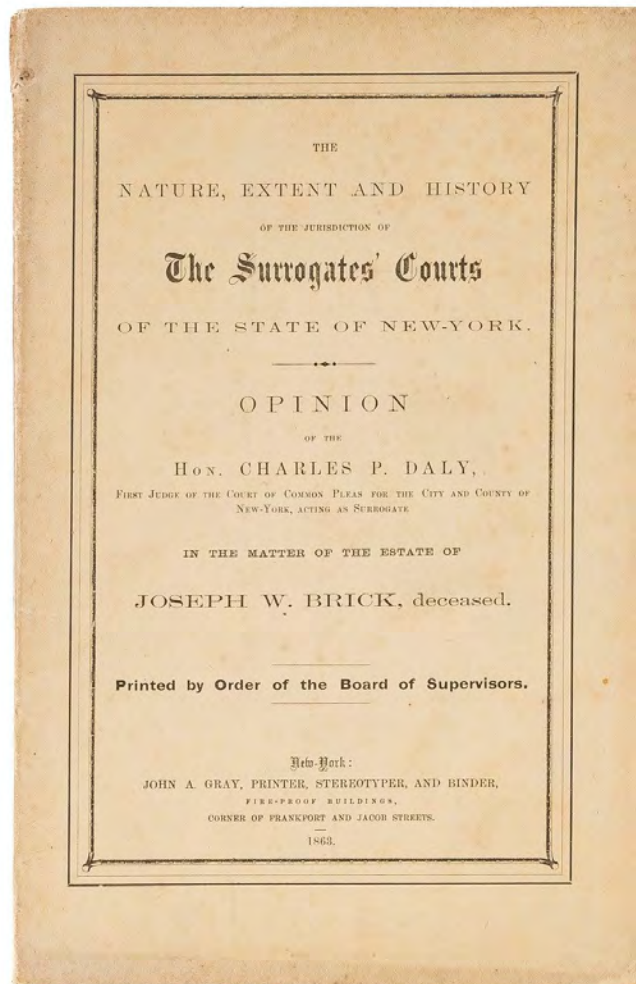 THE
NATURE, EXTENT AND HISTORY
OF THE JURISDICTION OF
The Surrogates' Courts
OF THE STATE OF NEW-YORK.
OPINION
OF THE
HON. CHARLES P. DALY,
FIRST JUDGE OF THE COURT OF COMMON PLEAS FOR THE CITY AND COUNTY OF
NEW-YORK, ACTING AS SURROGATE
IN THE MATTER OF THE ESTATE OF
JOSEPH W. BRICK, deceased.
Printed by Order of the Board of Supervisors.
New-York:
JOHN A. GRAY, PRINTER, STEREOTYPER, AND BINDER,
FIRE-PROOF BUILDINGS,
CORNER OF FRANKFORT AND JACOB STREETS.
1863.